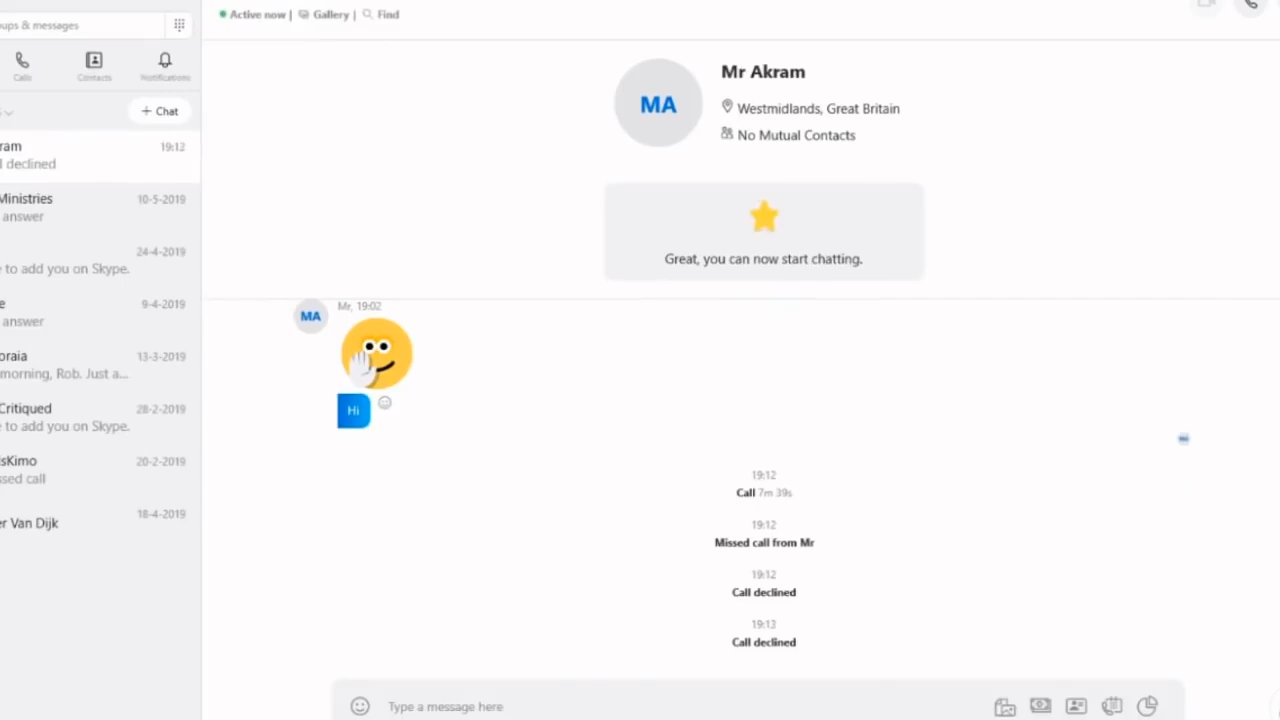 oups & messages
Calls
Contacts
Notifications
+ Chat
ram 19:12
l declined
Ministries 10-5-2019
answer
24-4-2019
e to add you on Skype.
e 9-4-2019
answer
oraia 13-3-2019
morning, Rob. Just a...
Critiqued 28-2-2019
e to add you on Skype.
sKimo 20-2-2019
ssed call
18-4-2019
er Van Dijk
Active now | Gallery | Find
MA
Mr Akram
Westmidlands, Great Britain
No Mutual Contacts
Great, you can now start chatting.
MA
Mr, 19:02
Hi
19:12
Call 7m 39s
19:12
Missed call from Mr
19:12
Call declined
19:13
Call declined
Type a message here